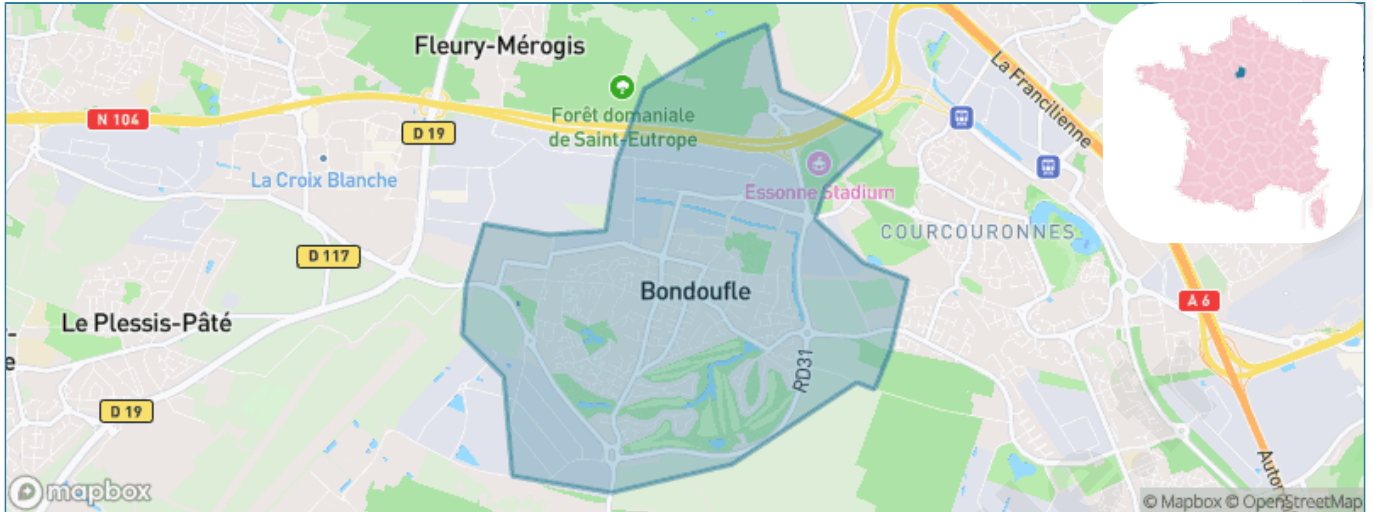 Fleury-Mérogis
La Francilienne
N 104
Forêt domaniale
de Saint-Eutrope
D 19
La Croix Blanche
Essonne Stadium
COURCOURONNES
D 117
Bondoufle
A 6
Le Plessis-Pâté
e
RD31
D 19
mapbox
© Mapbox © OpenStreetMap